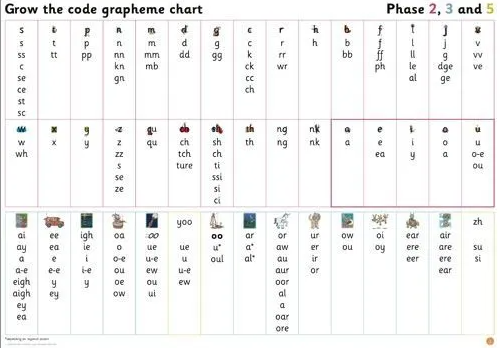 Grow the code grapheme chart Phase 2, 3 and 5
s t p n m d g c r h b f l j v
s t p n m d g c r h b f l j v
ss tt pp nn mm dd gg k rr bb ff ll g vv
c kn mb ck wr ph le dge ve
se gn cc al ge
ce ch
st
sc
w x y z qu ch sh th ng nk a e i o u
w x y z qu ch sh th ng nk a e i o u
wh zz tch ch ea y a o-e
s ture ti ou
se ssi
ze si
ci
yoo zh
ai ee igh oa oo oo ar or ur ow oi ear air
ay ea ie o ue ue u* a aw er ou oy ere are su
a e i o-e u-e u oul al* au ir eer ere si
a-e e-e i-e ou ew u-e aur or ear
eigh y y oe ou ew oor
aigh ey ow ui al
ey a
ea oar
ore